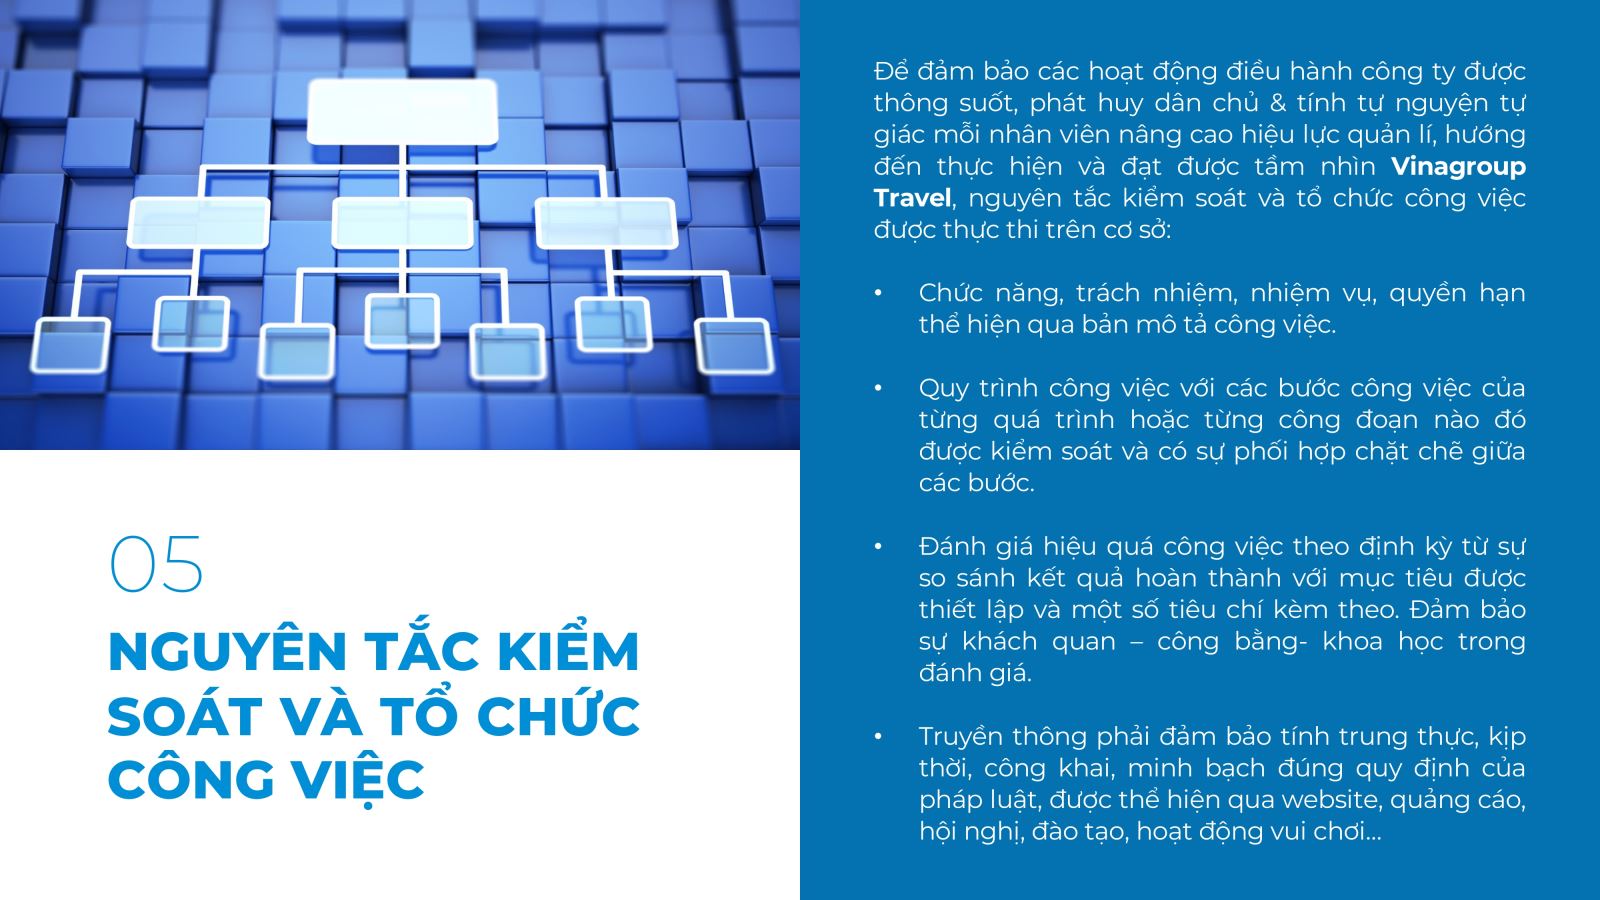 05
NGUYÊN TẮC KIỂM
SOÁT VÀ TỔ CHỨC
CÔNG VIỆC
Để đảm bảo các hoạt động điều hành công ty được
thông suốt, phát huy dân chủ & tính tự nguyện tự
giác mỗi nhân viên nâng cao hiệu lực quản lí, hướng
đến thực hiện và đạt được tầm nhìn Vinagroup
Travel, nguyên tắc kiểm soát và tổ chức công việc
được thực thi trên cơ sở:
• Chức năng, trách nhiệm, nhiệm vụ, quyền hạn
thể hiện qua bản mô tả công việc.
• Quy trình công việc với các bước công việc của
từng quá trình hoặc từng công đoạn nào đó
được kiểm soát và có sự phối hợp chặt chẽ giữa
các bước.
• Đánh giá hiệu quá công việc theo định kỳ từ sự
so sánh kết quả hoàn thành với mục tiêu được
thiết lập và một số tiêu chí kèm theo. Đảm bảo
sự khách quan – công bằng- khoa học trong
đánh giá.
• Truyền thông phải đảm bảo tính trung thực, kịp
thời, công khai, minh bạch đúng quy định của
pháp luật, được thể hiện qua website, quảng cáo,
hội nghị, đào tạo, hoạt động vui chơi...